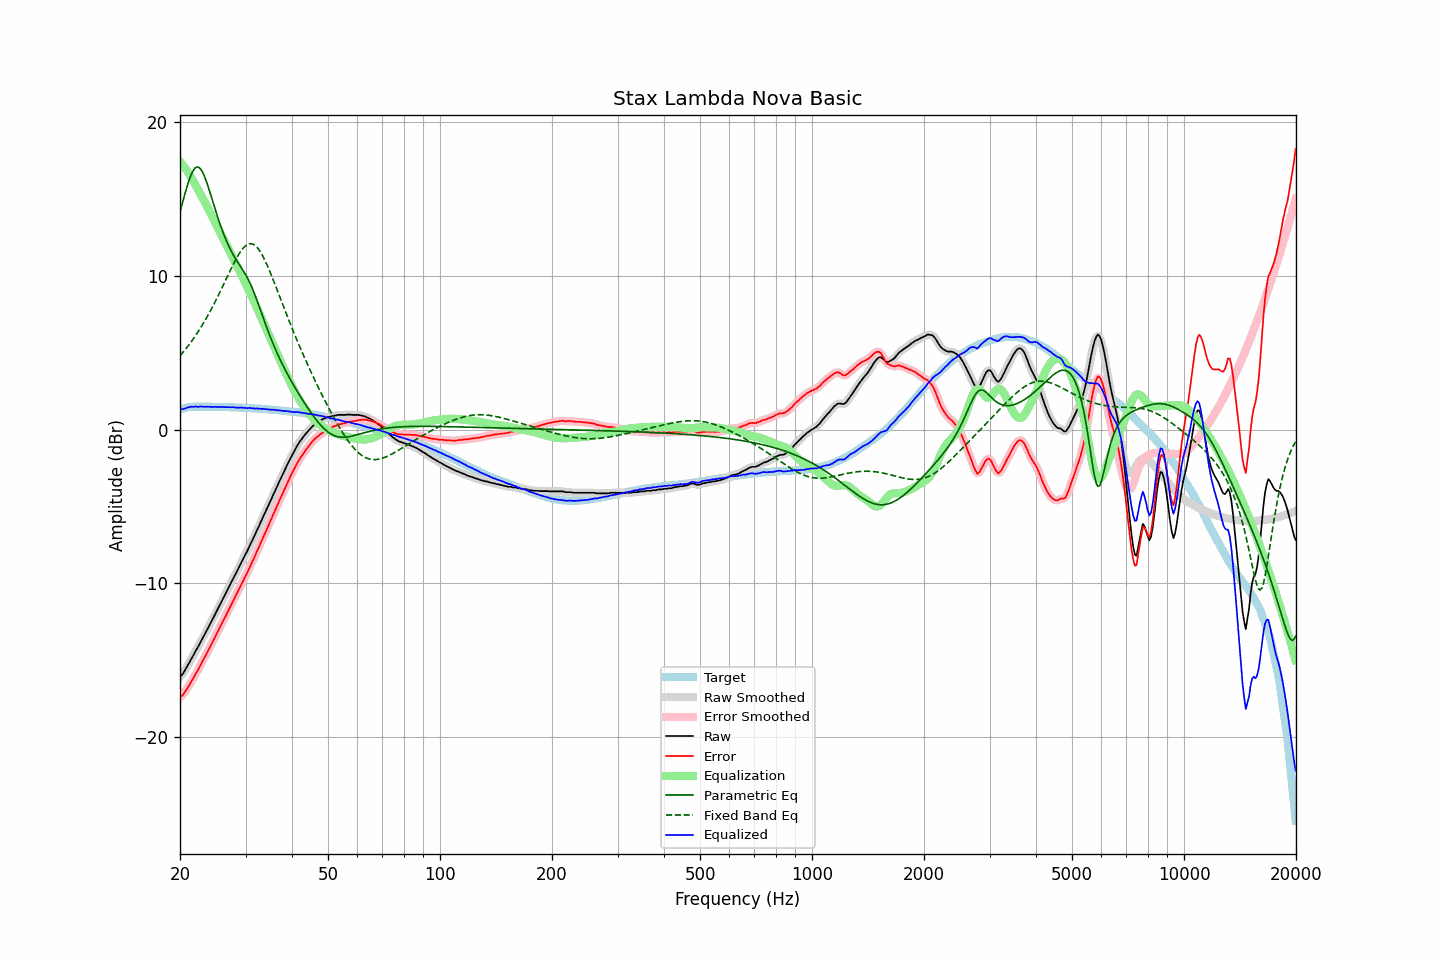 Stax Lambda Nova Basic
Amplitude (dBr)
20
10
0
−10
−20
Target
Raw Smoothed
Error Smoothed
Raw
Error
Equalization
Parametric Eq
Fixed Band Eq
Equalized
20 50 100 200 500 1000 2000 5000 10000 20000
Frequency (Hz)